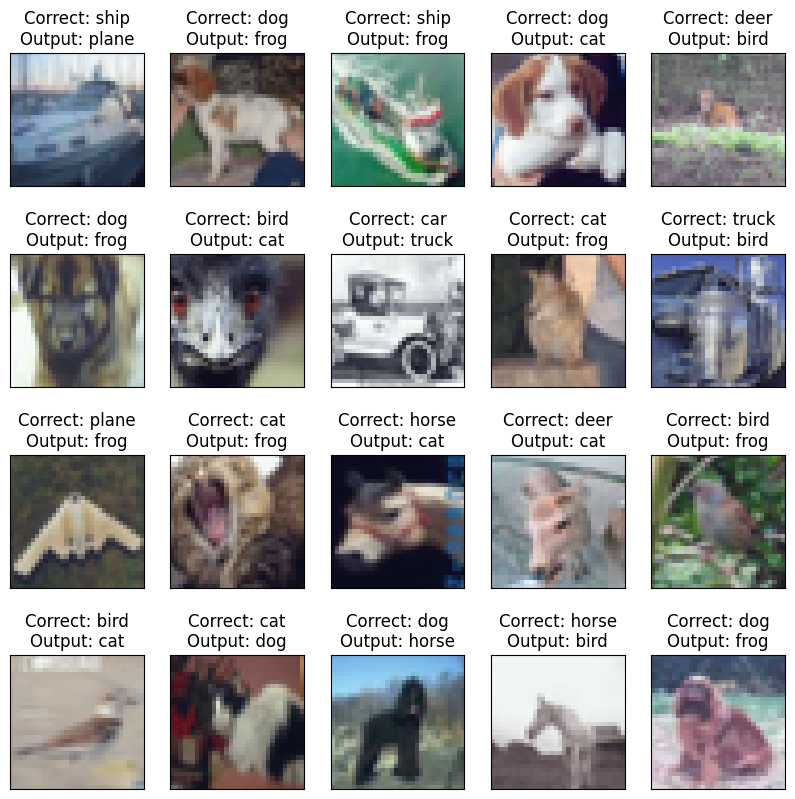 Correct: ship
Output: plane
Correct: dog
Output: frog
Correct: ship
Output: frog
Correct: dog
Output: cat
Correct: deer
Output: bird
Correct: dog
Output: frog
Correct: bird
Output: cat
Correct: car
Output: truck
Correct: cat
Output: frog
Correct: truck
Output: bird
Correct: plane
Output: frog
Correct: cat
Output: frog
Correct: horse
Output: cat
Correct: deer
Output: cat
Correct: bird
Output: frog
Correct: bird
Output: cat
Correct: cat
Output: dog
Correct: dog
Output: horse
Correct: horse
Output: bird
Correct: dog
Output: frog